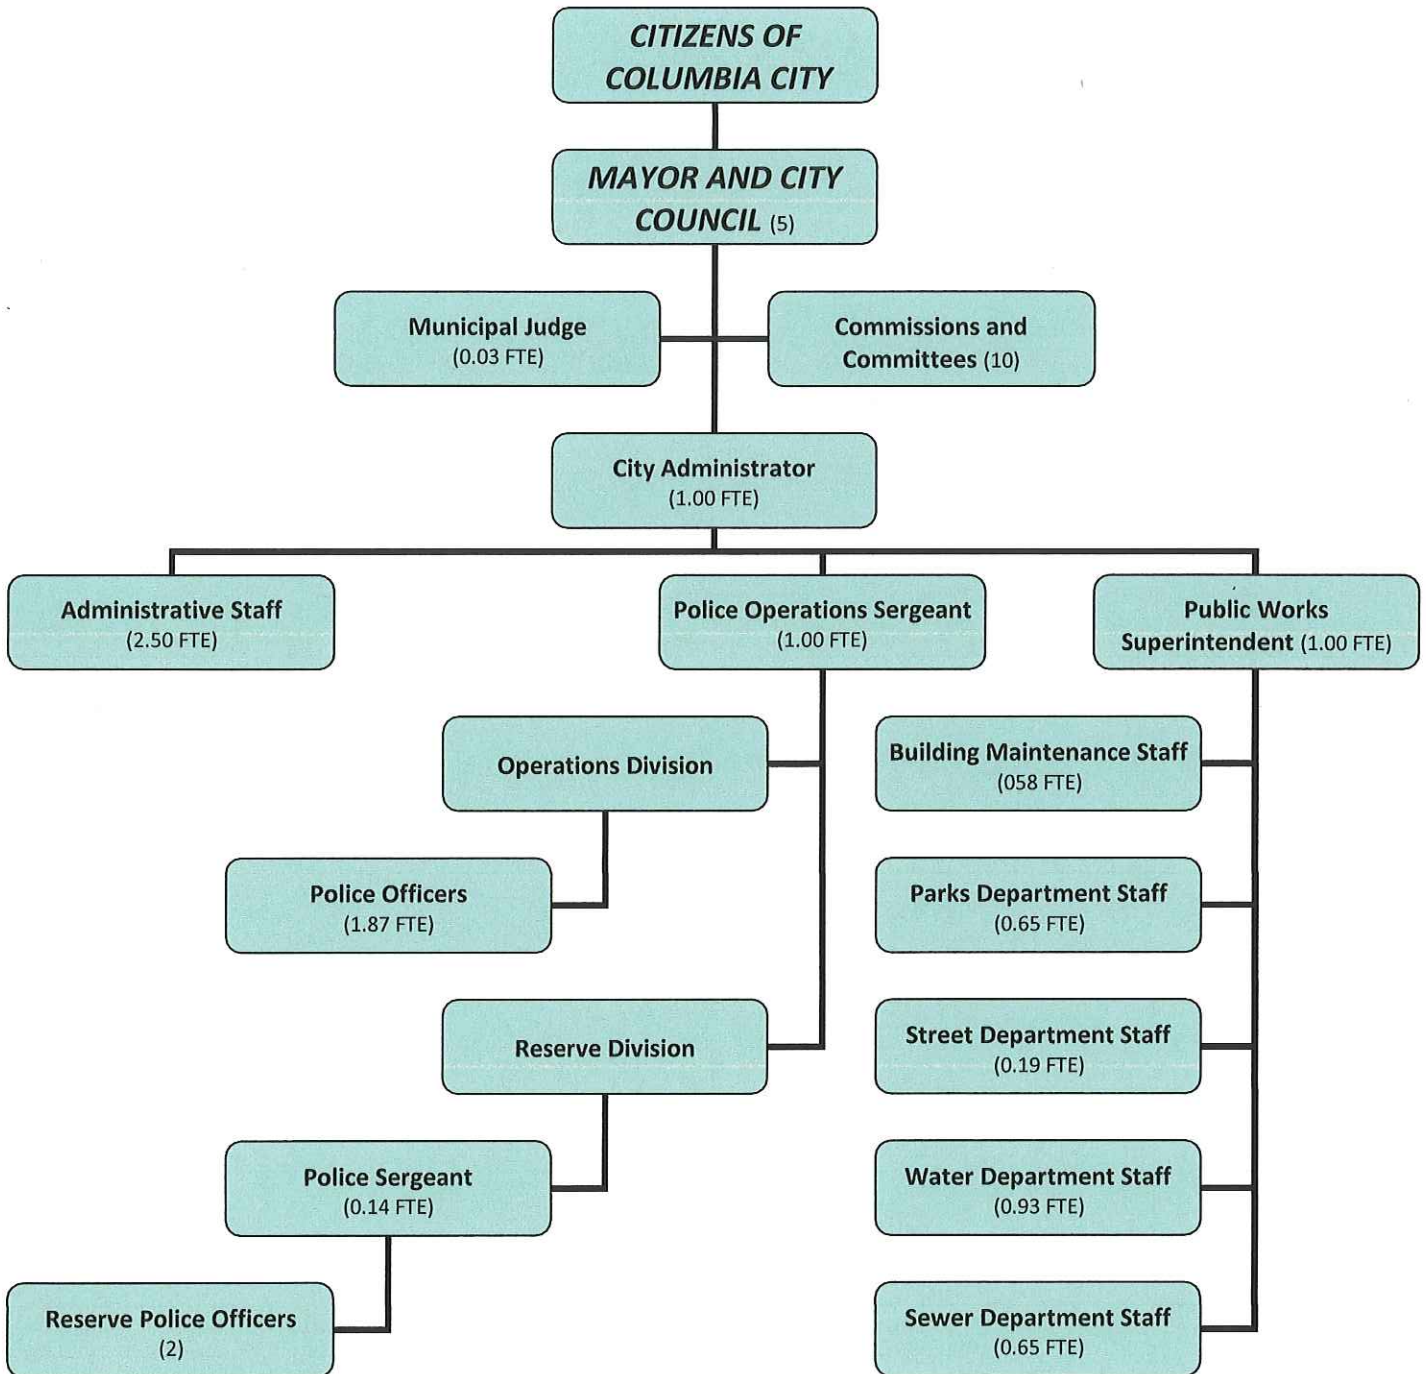 CITIZENS OF
COLUMBIA CITY
MAYOR AND CITY
COUNCIL (5)
Municipal Judge
(0.03 FTE)
Commissions and
Committees (10)
City Administrator
(1.00 FTE)
Administrative Staff
(2.50 FTE)
Police Operations Sergeant
(1.00 FTE)
Public Works
Superintendent (1.00 FTE)
Operations Division
Building Maintenance Staff
(058 FTE)
Police Officers
(1.87 FTE)
Parks Department Staff
(0.65 FTE)
Reserve Division
Street Department Staff
(0.19 FTE)
Police Sergeant
(0.14 FTE)
Water Department Staff
(0.93 FTE)
Reserve Police Officers
(2)
Sewer Department Staff
(0.65 FTE)